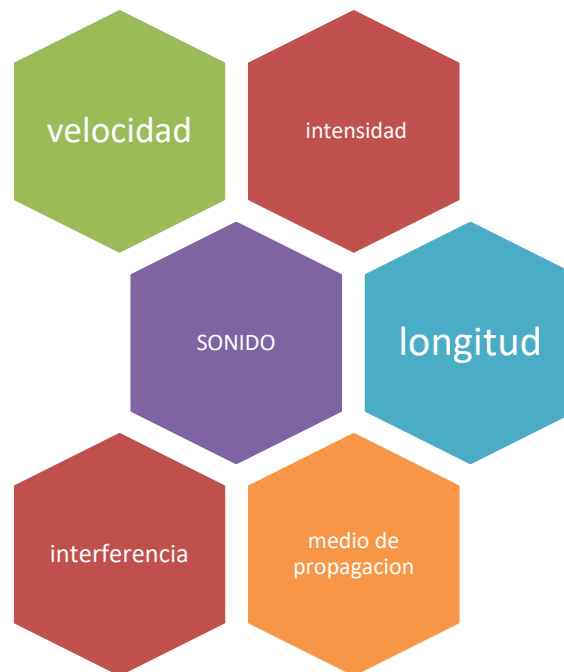 velocidad
intensidad
SONIDO
longitud
interferencia
medio de
propagacion